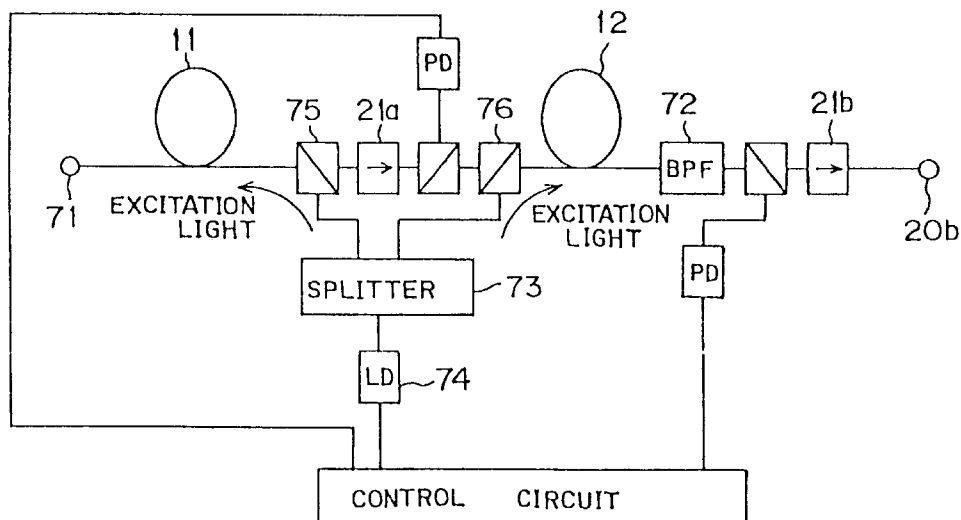 11
12
PD
75
21a
76
72
21b
BPF
71
EXCITATION
LIGHT
EXCITATION
LIGHT
20b
PD
SPLITTER
73
LD
74
CONTROL CIRCUIT